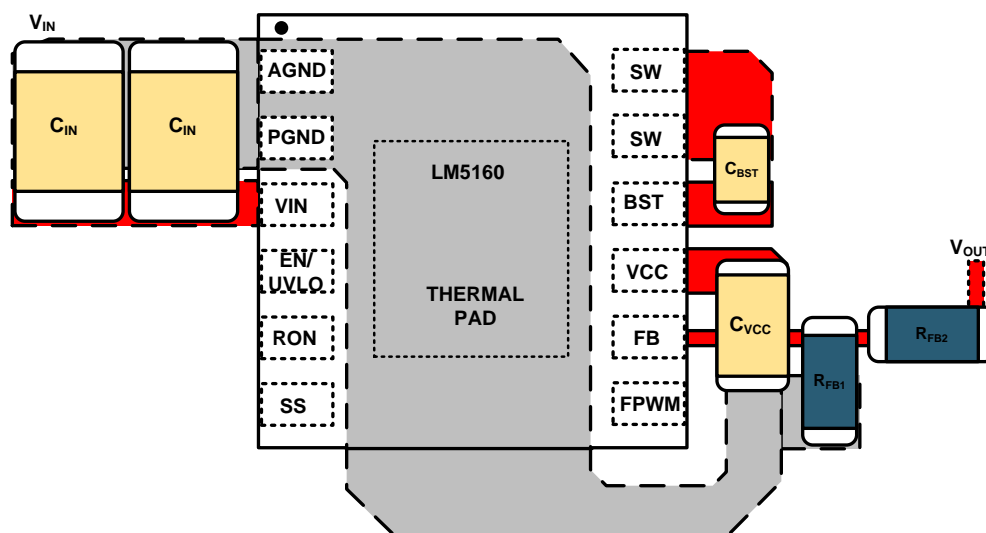 VIN
CIN
CIN
AGND
PGND
VIN
EN/
UVLO
RON
SS
LM5160
THERMAL
PAD
SW
SW
BST
VCC
FB
FPWM
CBST
CVCC
RFB1
VOUT
RFB2